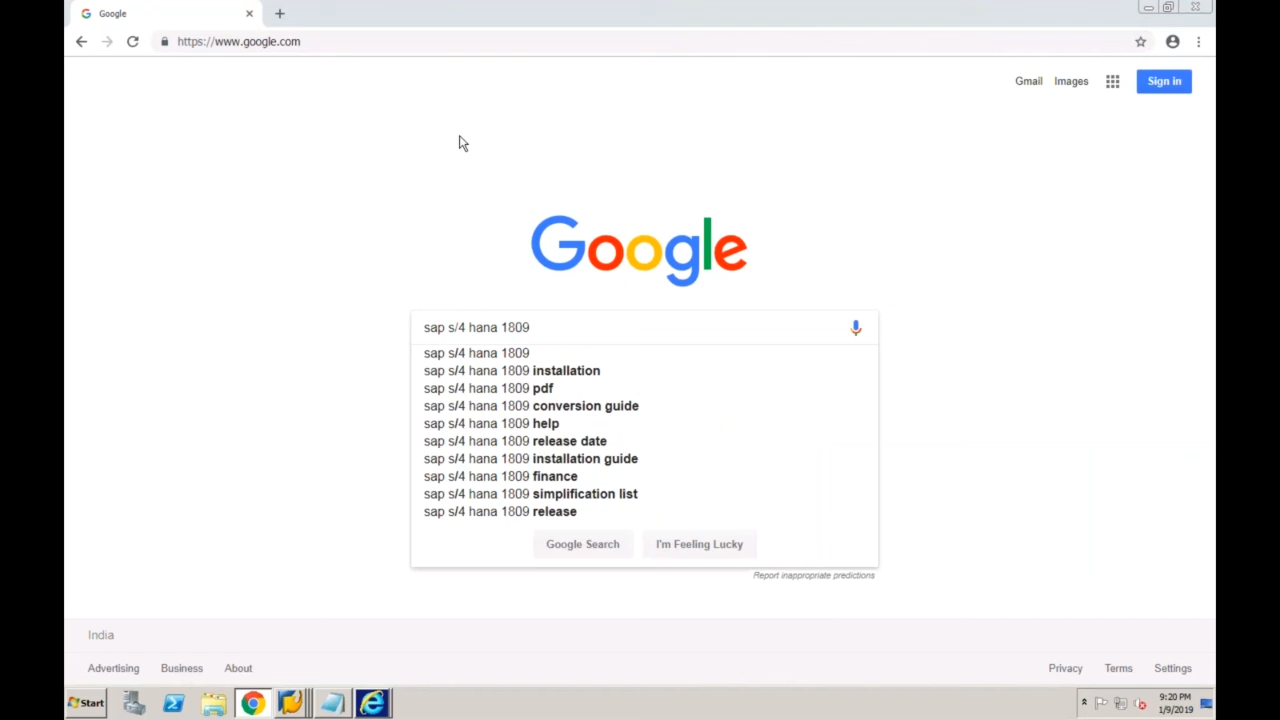 Google
https://www.google.com
Gmail Images Sign in
Google
sap s/4 hana 1809
sap s/4 hana 1809
sap s/4 hana 1809 installation
sap s/4 hana 1809 pdf
sap s/4 hana 1809 conversion guide
sap s/4 hana 1809 help
sap s/4 hana 1809 release date
sap s/4 hana 1809 installation guide
sap s/4 hana 1809 finance
sap s/4 hana 1809 simplification list
sap s/4 hana 1809 release
Google Search I'm Feeling Lucky
Report inappropriate predictions
India
Advertising Business About Privacy Terms Settings
Start 9:20 PM
1/9/2019